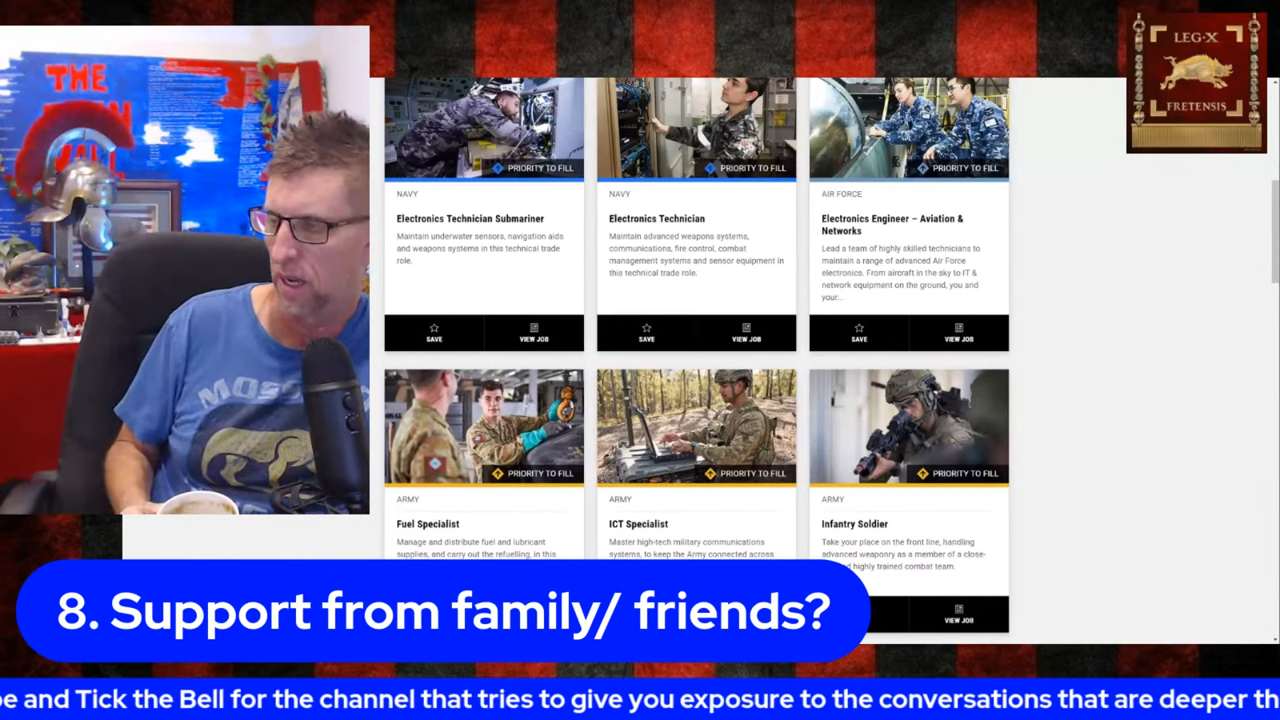 THE
LEG·X
FRETENSIS
MOSS
PRIORITY TO FILL
PRIORITY TO FILL
PRIORITY TO FILL
NAVY
Electronics Technician Submariner
Maintain underwater sensors, navigation aids
and weapons systems in this technical trade
role.
SAVE
VIEW JOB
NAVY
Electronics Technician
Maintain advanced weapons systems,
communications, fire control, combat
management systems and sensor equipment in
this technical trade role.
SAVE
VIEW JOB
AIR FORCE
Electronics Engineer – Aviation &
Networks
Lead a team of highly skilled technicians to
maintain a range of advanced Air Force
electronics. From aircraft in the sky to IT &
network equipment on the ground, you and
your...
SAVE
VIEW JOB
PRIORITY TO FILL
PRIORITY TO FILL
PRIORITY TO FILL
ARMY
Fuel Specialist
Manage and distribute fuel and lubricant
supplies, and carry out the refuelling, in this
ARMY
ICT Specialist
Master high-tech military communications
systems, to keep the Army connected across
ARMY
Infantry Soldier
Take your place on the front line, handling
advanced weaponry as a member of a close-
highly trained combat team.
VIEW JOB
8. Support from family/ friends?
be and Tick the Bell for the channel that tries to give you exposure to the conversations that are deeper th